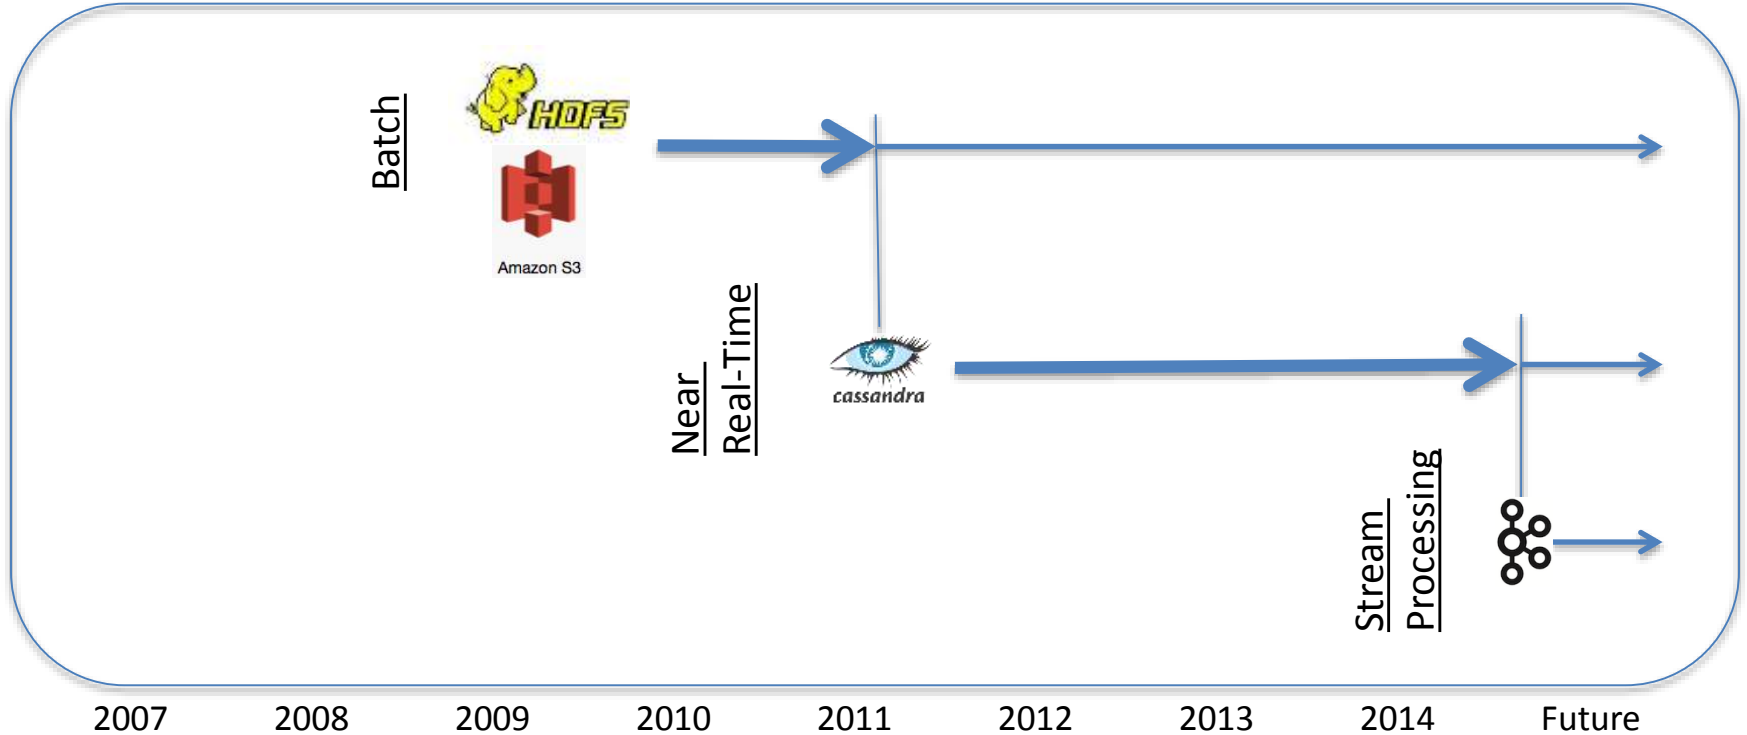 Batch
HDFS
Amazon S3
Near
Real-Time
cassandra
Stream
Processing
2007 2008 2009 2010 2011 2012 2013 2014 Future